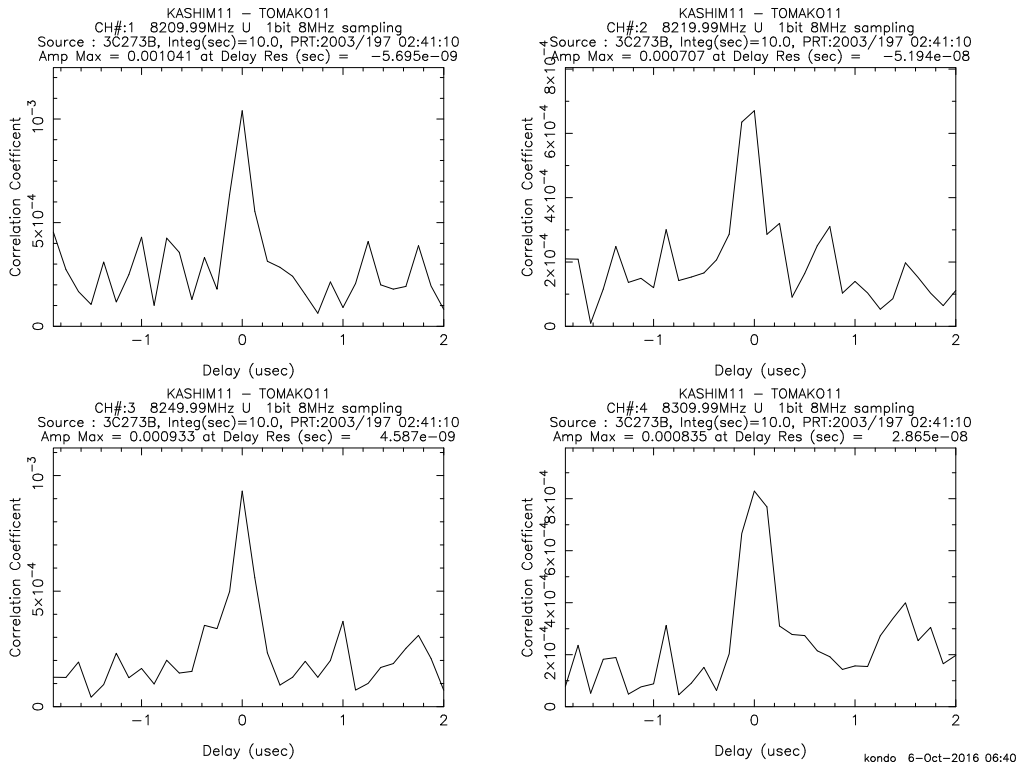 KASHIM11 - TOMAKO11
CH#:1 8209.99MHz U 1bit 8MHz sampling
Source : 3C273B, Integ(sec)=10.0, PRT:2003/197 02:41:10
Amp Max = 0.001041 at Delay Res (sec) = -5.695e-09
Correlation Coefficent
10^-3
5×10^-4
0
-1 0 1 2
Delay (usec)
KASHIM11 - TOMAKO11
CH#:2 8219.99MHz U 1bit 8MHz sampling
Source : 3C273B, Integ(sec)=10.0, PRT:2003/197 02:41:10
Amp Max = 0.000707 at Delay Res (sec) = -5.194e-08
Correlation Coefficent
8×10^-4
6×10^-4
4×10^-4
2×10^-4
0
-1 0 1 2
Delay (usec)
KASHIM11 - TOMAKO11
CH#:3 8249.99MHz U 1bit 8MHz sampling
Source : 3C273B, Integ(sec)=10.0, PRT:2003/197 02:41:10
Amp Max = 0.000933 at Delay Res (sec) = 4.587e-09
Correlation Coefficent
10^-3
5×10^-4
0
-1 0 1 2
Delay (usec)
KASHIM11 - TOMAKO11
CH#:4 8309.99MHz U 1bit 8MHz sampling
Source : 3C273B, Integ(sec)=10.0, PRT:2003/197 02:41:10
Amp Max = 0.000835 at Delay Res (sec) = 2.865e-08
Correlation Coefficent
8×10^-4
6×10^-4
4×10^-4
2×10^-4
0
-1 0 1 2
Delay (usec)
kondo 6-Oct-2016 06:40